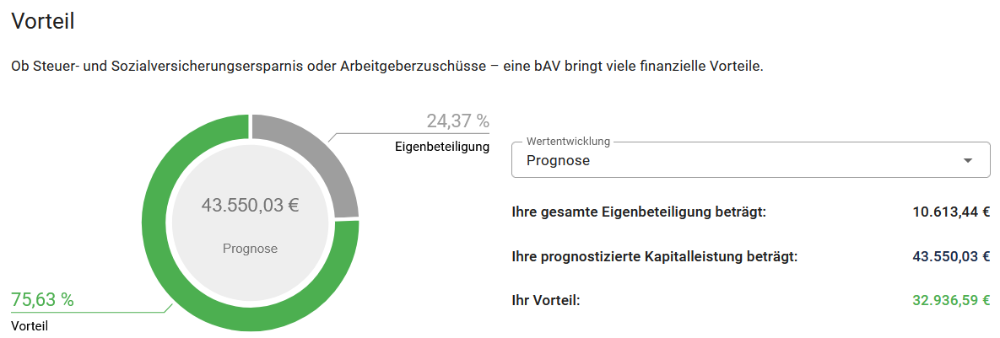 Vorteil
Ob Steuer- und Sozialversicherungsersparnis oder Arbeitgeberzuschüsse – eine bAV bringt viele finanzielle Vorteile.
24,37 %
Eigenbeteiligung
43.550,03 €
Prognose
75,63 %
Vorteil
Wertentwicklung
Prognose
Ihre gesamte Eigenbeteiligung beträgt: 10.613,44 €
Ihre prognostizierte Kapitalleistung beträgt: 43.550,03 €
Ihr Vorteil: 32.936,59 €